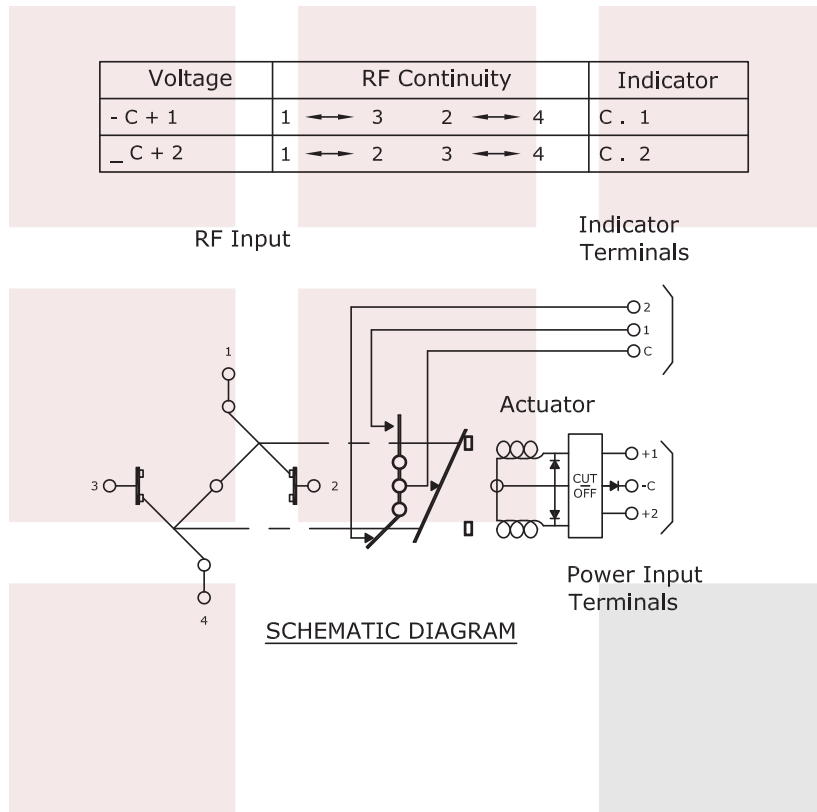 Voltage RF Continuity Indicator
- C + 1 1 ◄─► 3 2 ◄─► 4 C . 1
_ C + 2 1 ◄─► 2 3 ◄─► 4 C . 2
RF Input
Indicator
Terminals
2
1
C
1
Actuator
+1
3
2
CUT
OFF
-C
+2
4
Power Input
Terminals
SCHEMATIC DIAGRAM